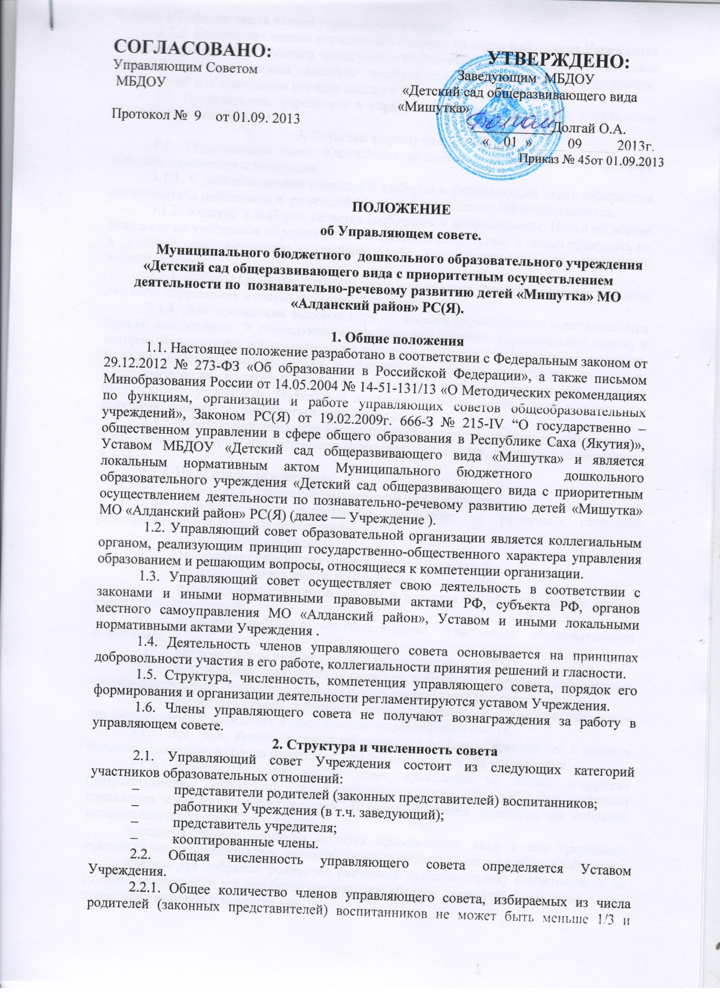 СОГЛАСОВАНО:
Управляющим Советом
МБДОУ
Протокол № 9 от 01.09. 2013
УТВЕРЖДЕНО:
Заведующим МБДОУ
«Детский сад общеразвивающего вида
«Мишутка»
Долгай О.А.
« 01 » 09 2013г.
Приказ № 45от 01.09.2013
ПОЛОЖЕНИЕ
об Управляющем совете.
Муниципального бюджетного дошкольного образовательного учреждения
«Детский сад общеразвивающего вида с приоритетным осуществлением
деятельности по познавательно-речевому развитию детей «Мишутка» МО
«Алданский район» РС(Я).
1. Общие положения
1.1. Настоящее положение разработано в соответствии с Федеральным законом от
29.12.2012 № 273-ФЗ «Об образовании в Российской Федерации», а также письмом
Минобразования России от 14.05.2004 № 14-51-131/13 «О Методических рекомендациях
по функциям, организации и работе управляющих советов общеобразовательных
учреждений», Законом РС(Я) от 19.02.2009г. 666-З № 215-IV “О государственно –
общественном управлении в сфере общего образования в Республике Саха (Якутия)»,
Уставом МБДОУ «Детский сад общеразвивающего вида «Мишутка» и является
локальным нормативным актом Муниципального бюджетного дошкольного
образовательного учреждения «Детский сад общеразвивающего вида с приоритетным
осуществлением деятельности по познавательно-речевому развитию детей «Мишутка»
МО «Алданский район» РС(Я) (далее — Учреждение ).
1.2. Управляющий совет образовательной организации является коллегиальным
органом, реализующим принцип государственно-общественного характера управления
образованием и решающим вопросы, относящиеся к компетенции организации.
1.3. Управляющий совет осуществляет свою деятельность в соответствии с
законами и иными нормативными правовыми актами РФ, субъекта РФ, органов
местного самоуправления МО «Алданский район», Уставом и иными локальными
нормативными актами Учреждения .
1.4. Деятельность членов управляющего совета основывается на принципах
добровольности участия в его работе, коллегиальности принятия решений и гласности.
1.5. Структура, численность, компетенция управляющего совета, порядок его
формирования и организации деятельности регламентируются уставом Учреждения.
1.6. Члены управляющего совета не получают вознаграждения за работу в
управляющем совете.
2. Структура и численность совета
2.1. Управляющий совет Учреждения состоит из следующих категорий
участников образовательных отношений:
– представители родителей (законных представителей) воспитанников;
– работники Учреждения (в т.ч. заведующий);
– представитель учредителя;
– кооптированные члены.
2.2. Общая численность управляющего совета определяется Уставом
Учреждения.
2.2.1. Общее количество членов управляющего совета, избираемых из числа
родителей (законных представителей) воспитанников не может быть меньше 1/3 и